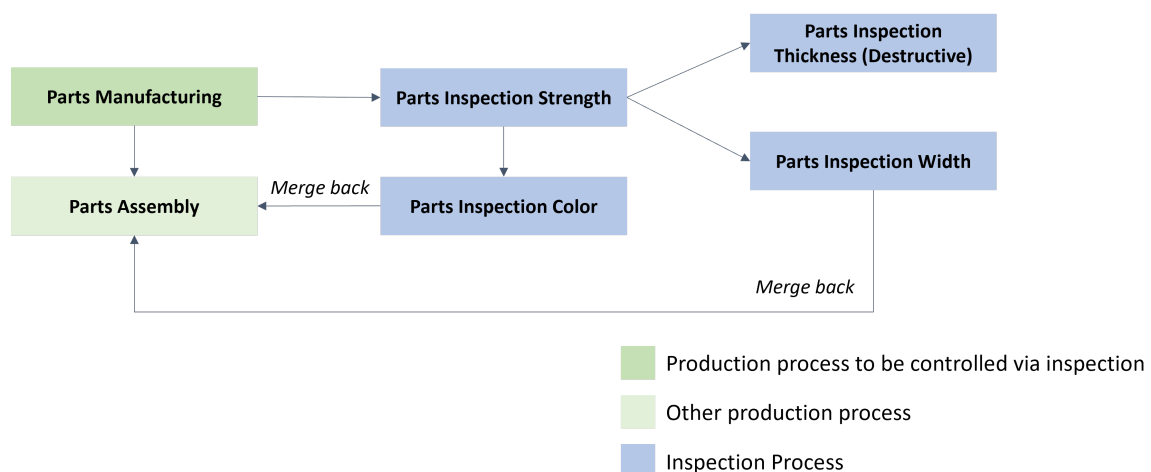 Parts Inspection
Thickness (Destructive)
Parts Manufacturing
Parts Inspection Strength
Parts Inspection Width
Merge back
Parts Assembly
Parts Inspection Color
Merge back
Production process to be controlled via inspection
Other production process
Inspection Process